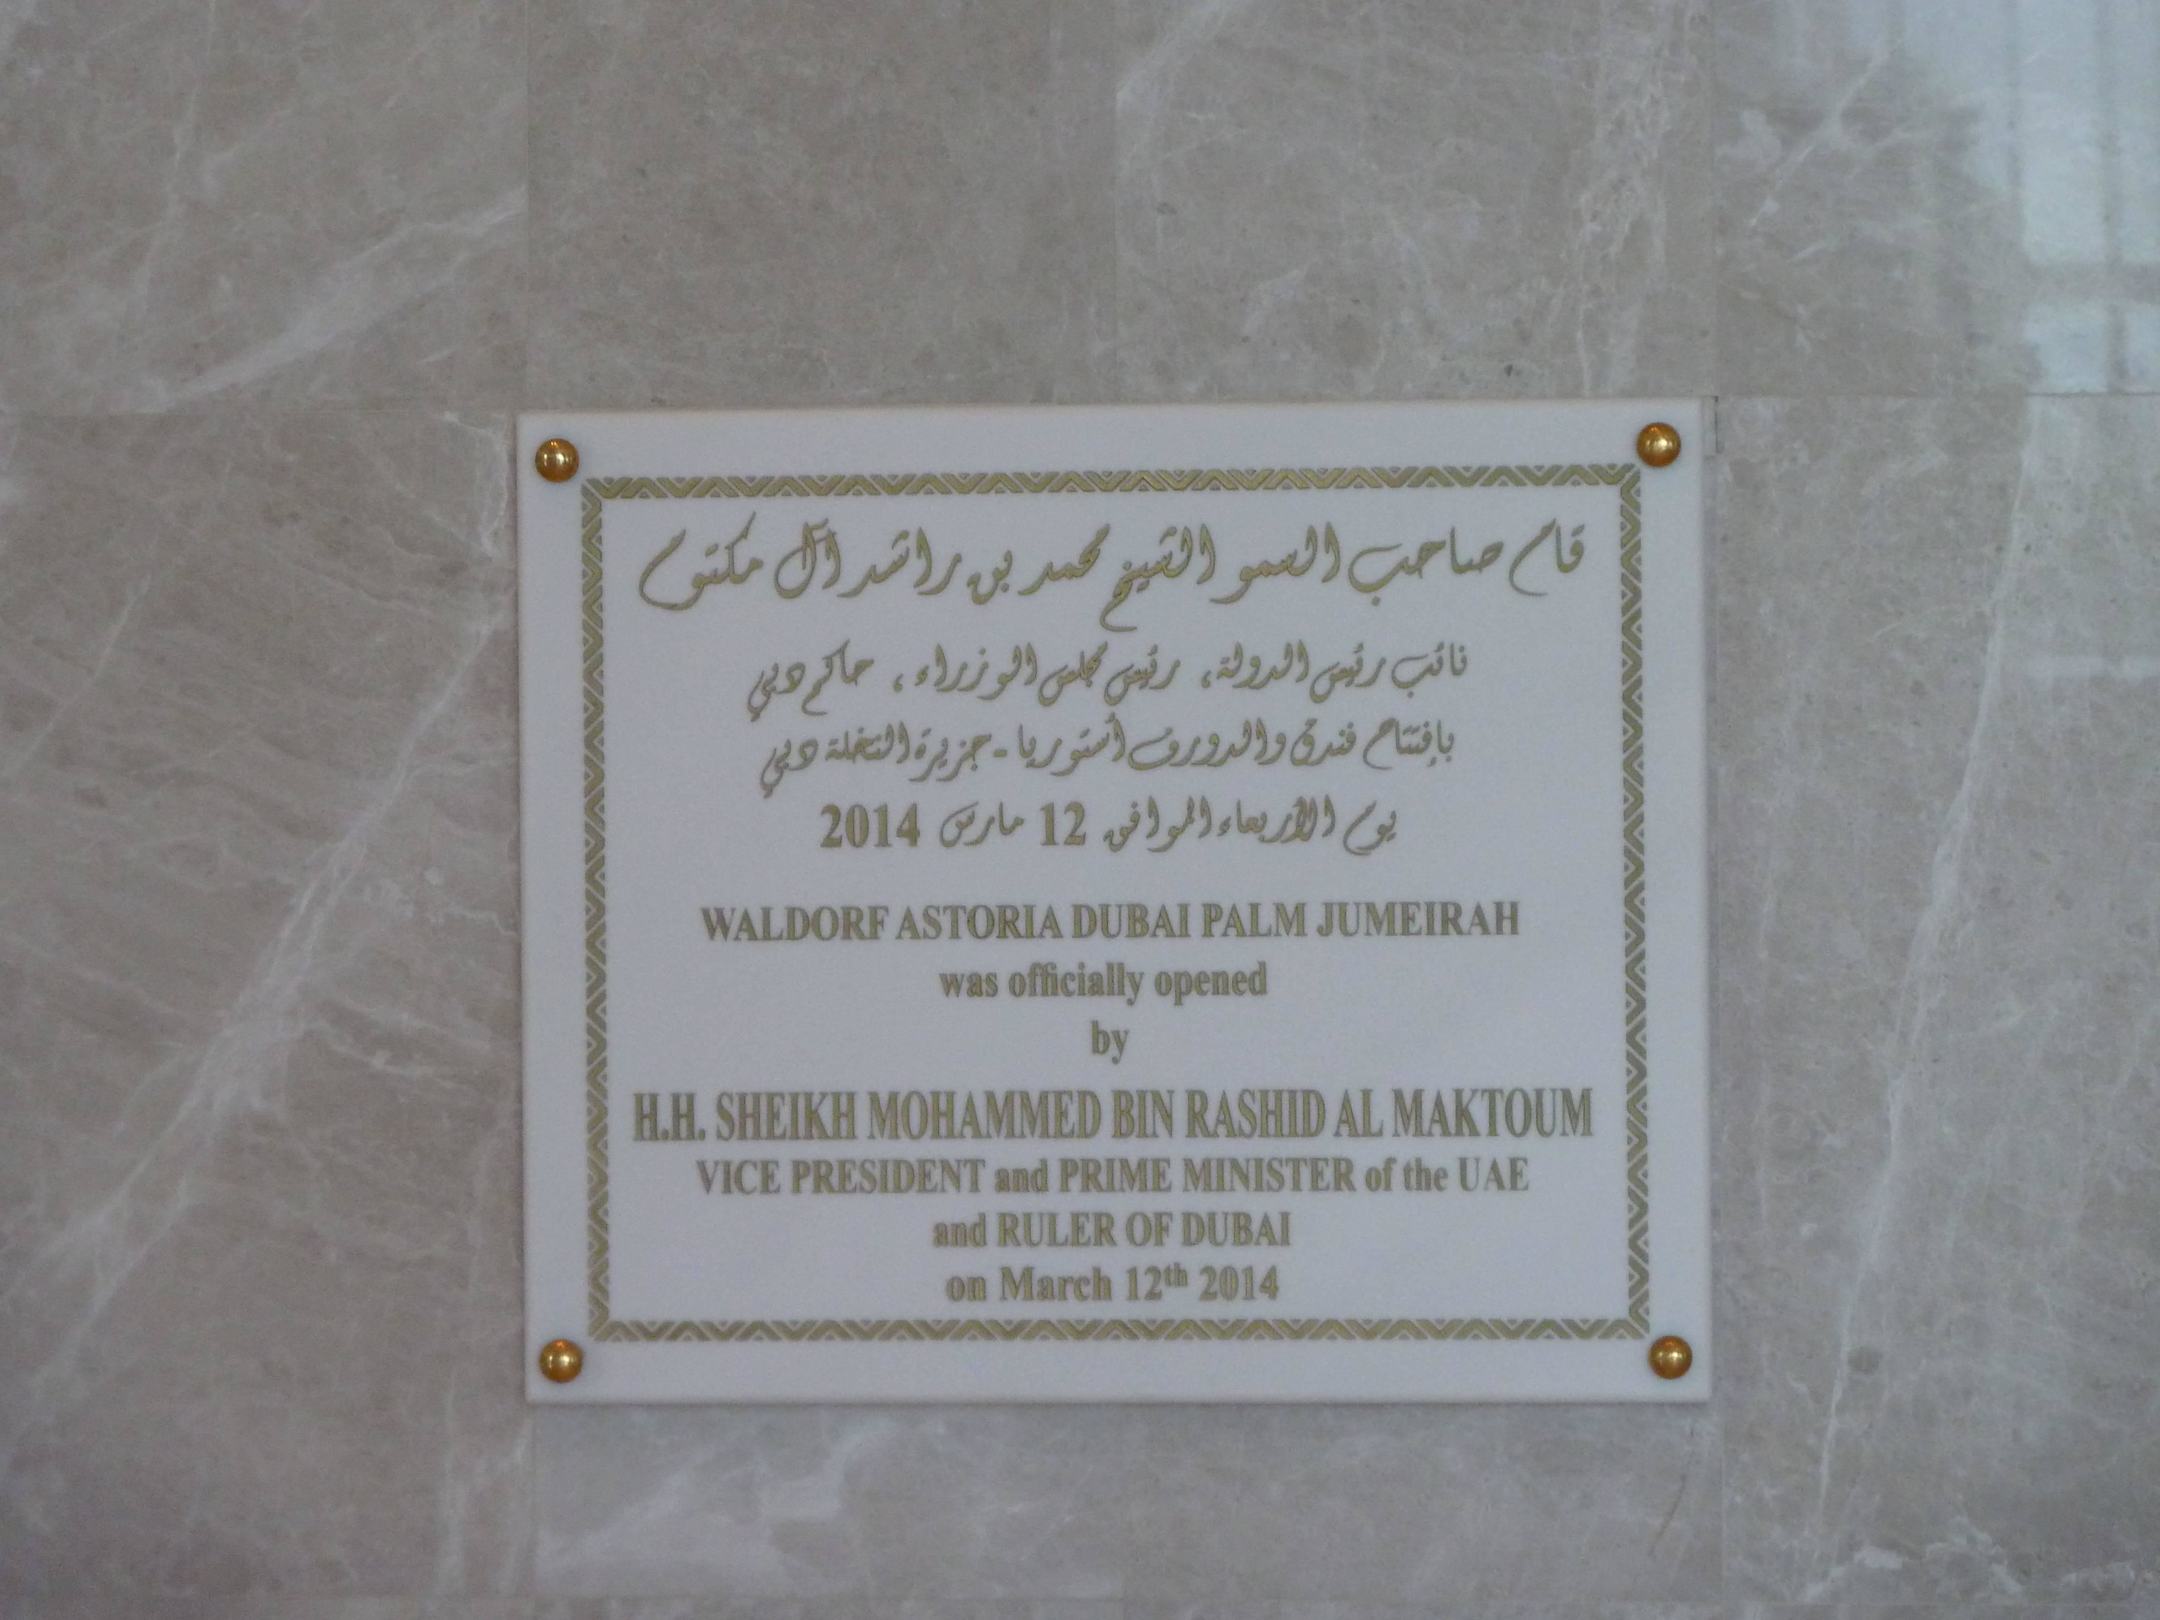 قام صاحب السمو الشيخ محمد بن راشد آل مكتوم
نائب رئيس الدولة، رئيس مجلس الوزراء، حاكم دبي
بإفتتاح فندق والدورف أستوريا - جزيرة النخلة دبي
يوم الأربعاء الموافق 12 مارس 2014
WALDORF ASTORIA DUBAI PALM JUMEIRAH
was officially opened
by
H.H. SHEIKH MOHAMMED BIN RASHID AL MAKTOUM
VICE PRESIDENT and PRIME MINISTER of the UAE
and RULER OF DUBAI
on March 12th 2014